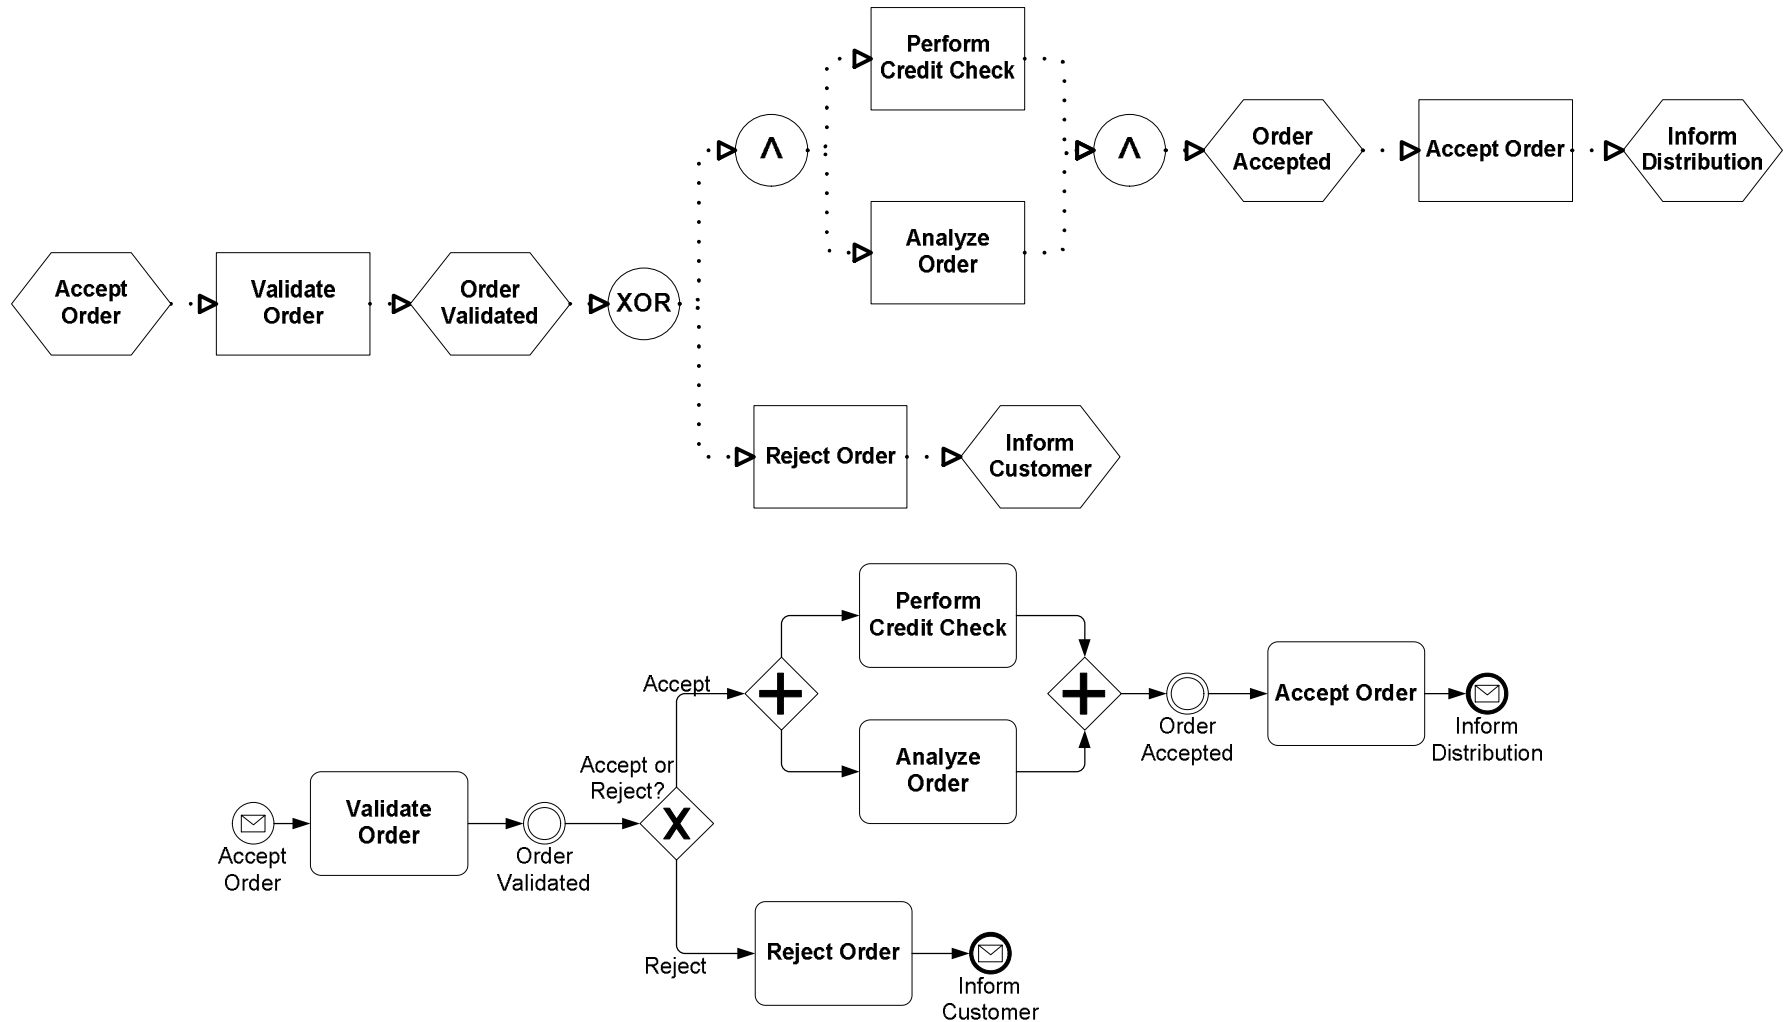 Perform
Credit Check
Order
Accepted
Accept Order
Inform
Distribution
^
^
Analyze
Order
Accept
Order
Validate
Order
Order
Validated
XOR
Reject Order
Inform
Customer
Perform
Credit Check
Accept
Accept Order
Order
Accepted
Inform
Distribution
Analyze
Order
Accept or
Reject?
Validate
Order
X
Accept
Order
Order
Validated
Reject Order
Reject
Inform
Customer